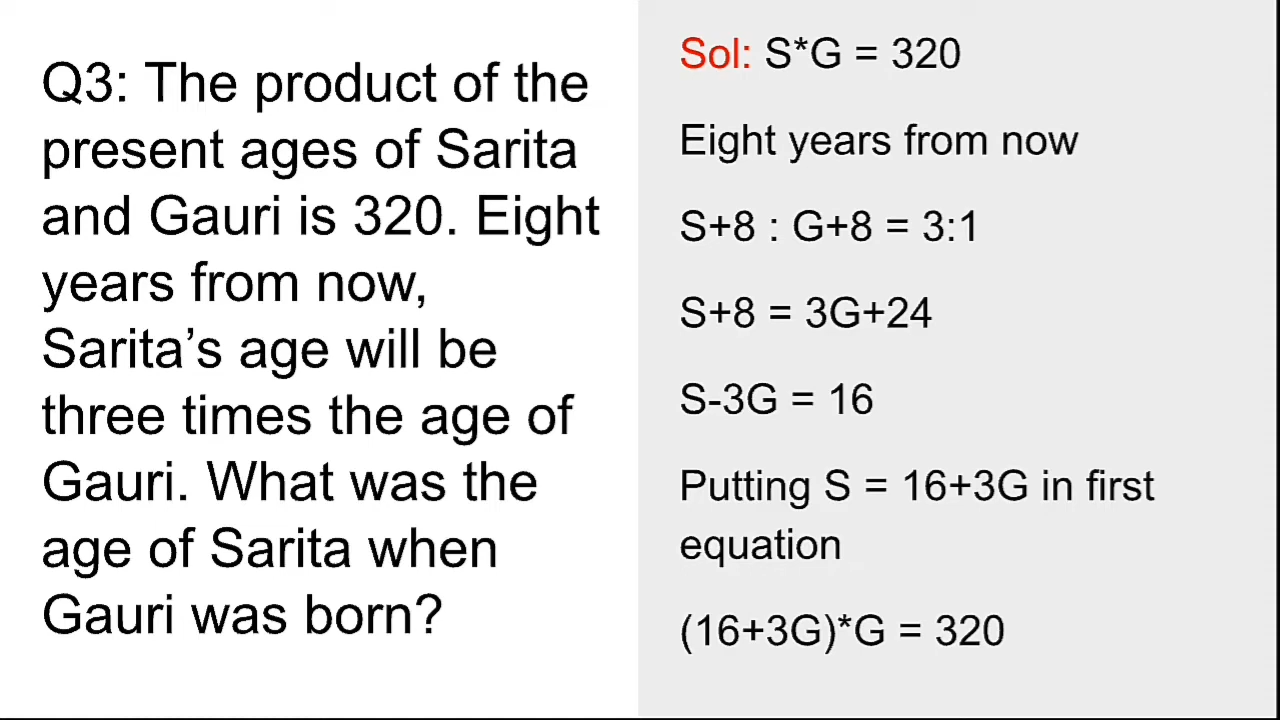 Q3: The product of the
present ages of Sarita
and Gauri is 320. Eight
years from now,
Sarita’s age will be
three times the age of
Gauri. What was the
age of Sarita when
Gauri was born?
Sol: S*G = 320
Eight years from now
S+8 : G+8 = 3:1
S+8 = 3G+24
S-3G = 16
Putting S = 16+3G in first
equation
(16+3G)*G = 320